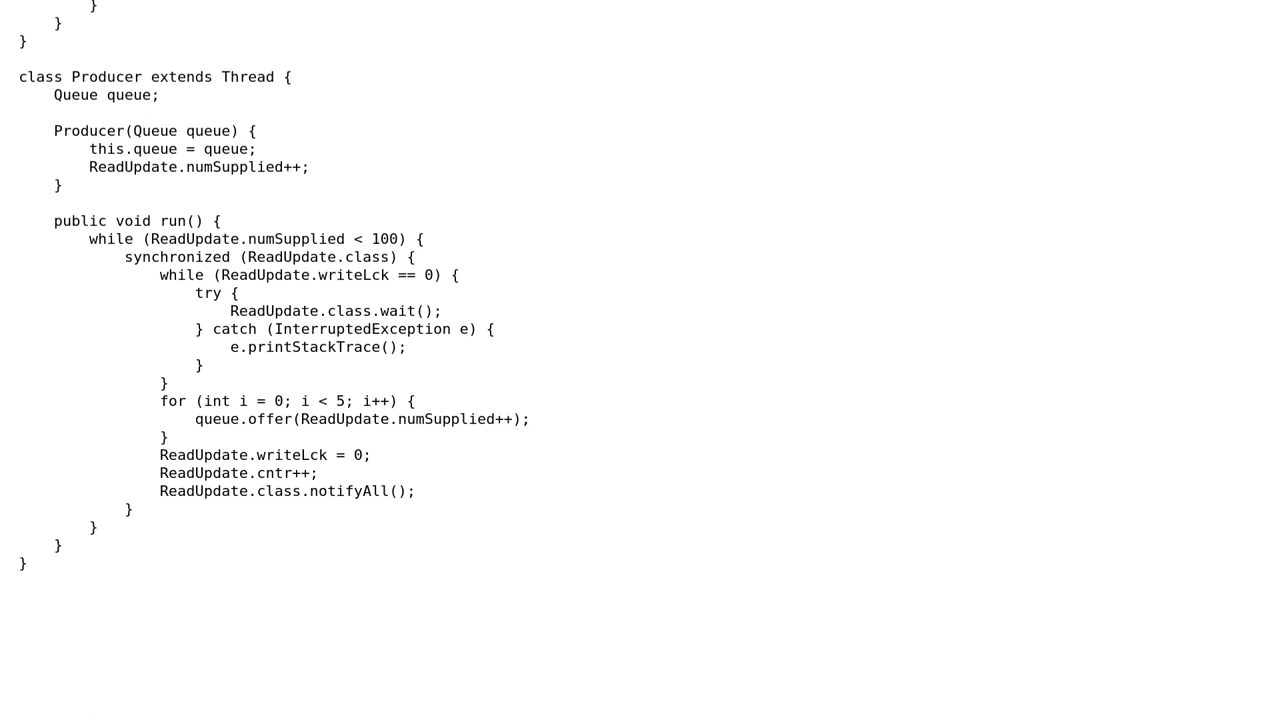 }
    }
}

class Producer extends Thread {
    Queue queue;

    Producer(Queue queue) {
        this.queue = queue;
        ReadUpdate.numSupplied++;
    }

    public void run() {
        while (ReadUpdate.numSupplied < 100) {
            synchronized (ReadUpdate.class) {
                while (ReadUpdate.writeLck == 0) {
                    try {
                        ReadUpdate.class.wait();
                    } catch (InterruptedException e) {
                        e.printStackTrace();
                    }
                }
                for (int i = 0; i < 5; i++) {
                    queue.offer(ReadUpdate.numSupplied++);
                }
                ReadUpdate.writeLck = 0;
                ReadUpdate.cntr++;
                ReadUpdate.class.notifyAll();
            }
        }
    }
}